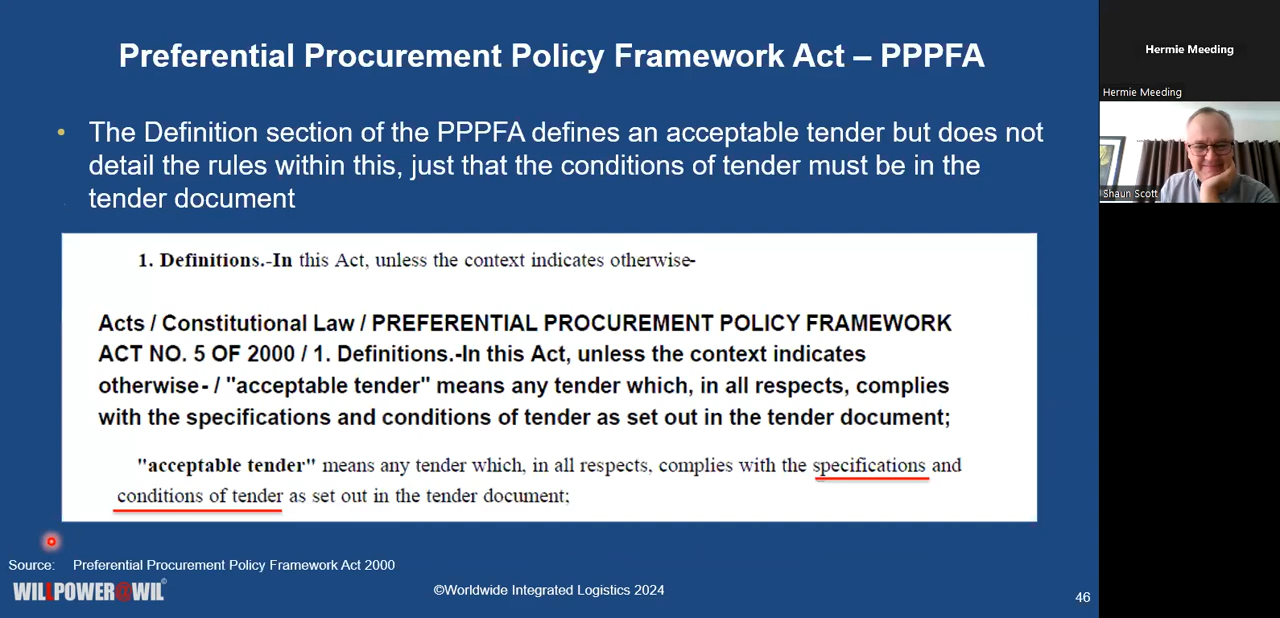 Preferential Procurement Policy Framework Act – PPPFA
• The Definition section of the PPPFA defines an acceptable tender but does not
detail the rules within this, just that the conditions of tender must be in the
tender document
1. Definitions.-In this Act, unless the context indicates otherwise-
Acts / Constitutional Law / PREFERENTIAL PROCUREMENT POLICY FRAMEWORK
ACT NO. 5 OF 2000 / 1. Definitions.-In this Act, unless the context indicates
otherwise- / "acceptable tender" means any tender which, in all respects, complies
with the specifications and conditions of tender as set out in the tender document;
"acceptable tender" means any tender which, in all respects, complies with the specifications and
conditions of tender as set out in the tender document;
Source: Preferential Procurement Policy Framework Act 2000
WILLPOWER@WIL©
©Worldwide Integrated Logistics 2024
46
Hermie Meeding
Hermie Meeding
Shaun Scott